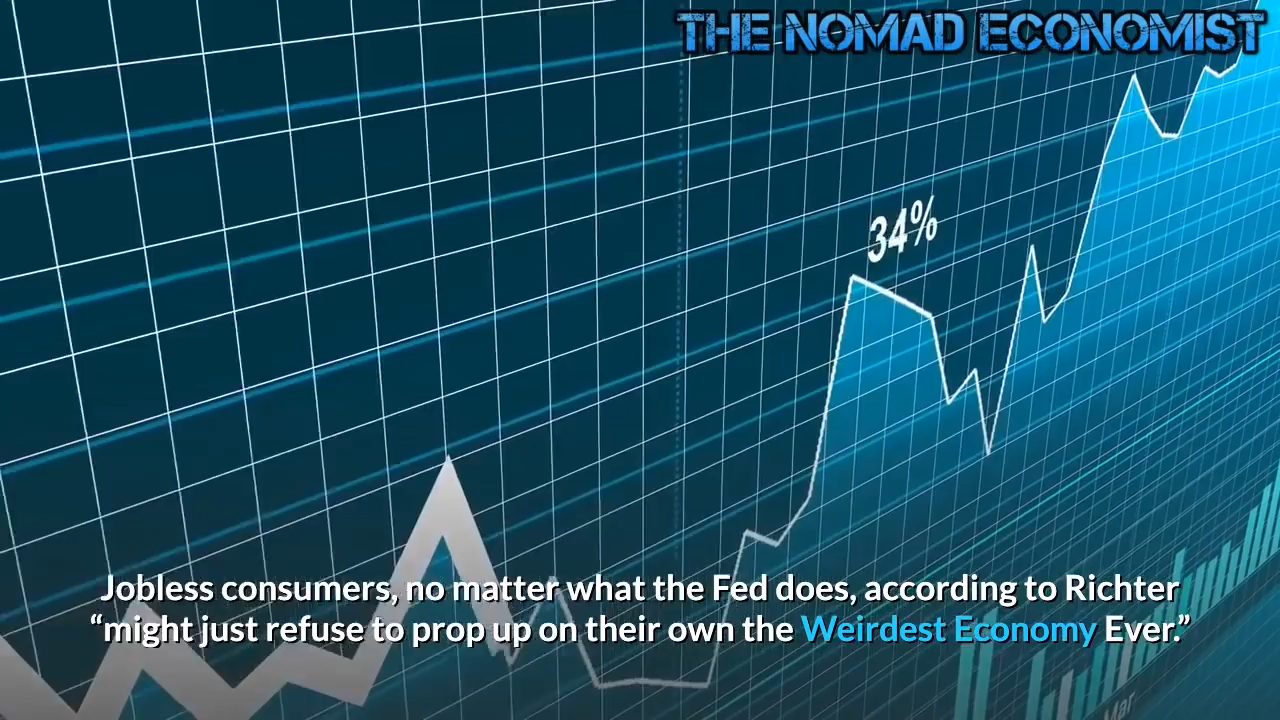 THE NOMAD ECONOMIST
34%
Jobless consumers, no matter what the Fed does, according to Richter
“might just refuse to prop up on their own the Weirdest Economy Ever.”
Mar